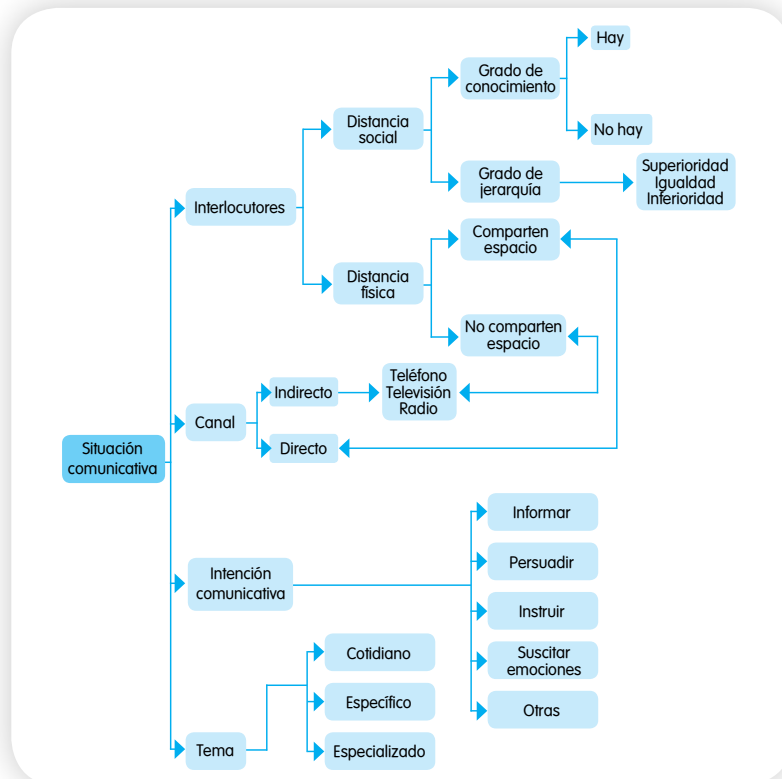 Hay
Grado de
conocimiento
Distancia
social
No hay
Grado de
jerarquía
Superioridad
Igualdad
Inferioridad
Interlocutores
Comparten
espacio
Distancia
física
No comparten
espacio
Indirecto
Teléfono
Televisión
Radio
Canal
Directo
Situación
comunicativa
Informar
Persuadir
Intención
comunicativa
Instruir
Suscitar
emociones
Otras
Cotidiano
Específico
Tema
Especializado